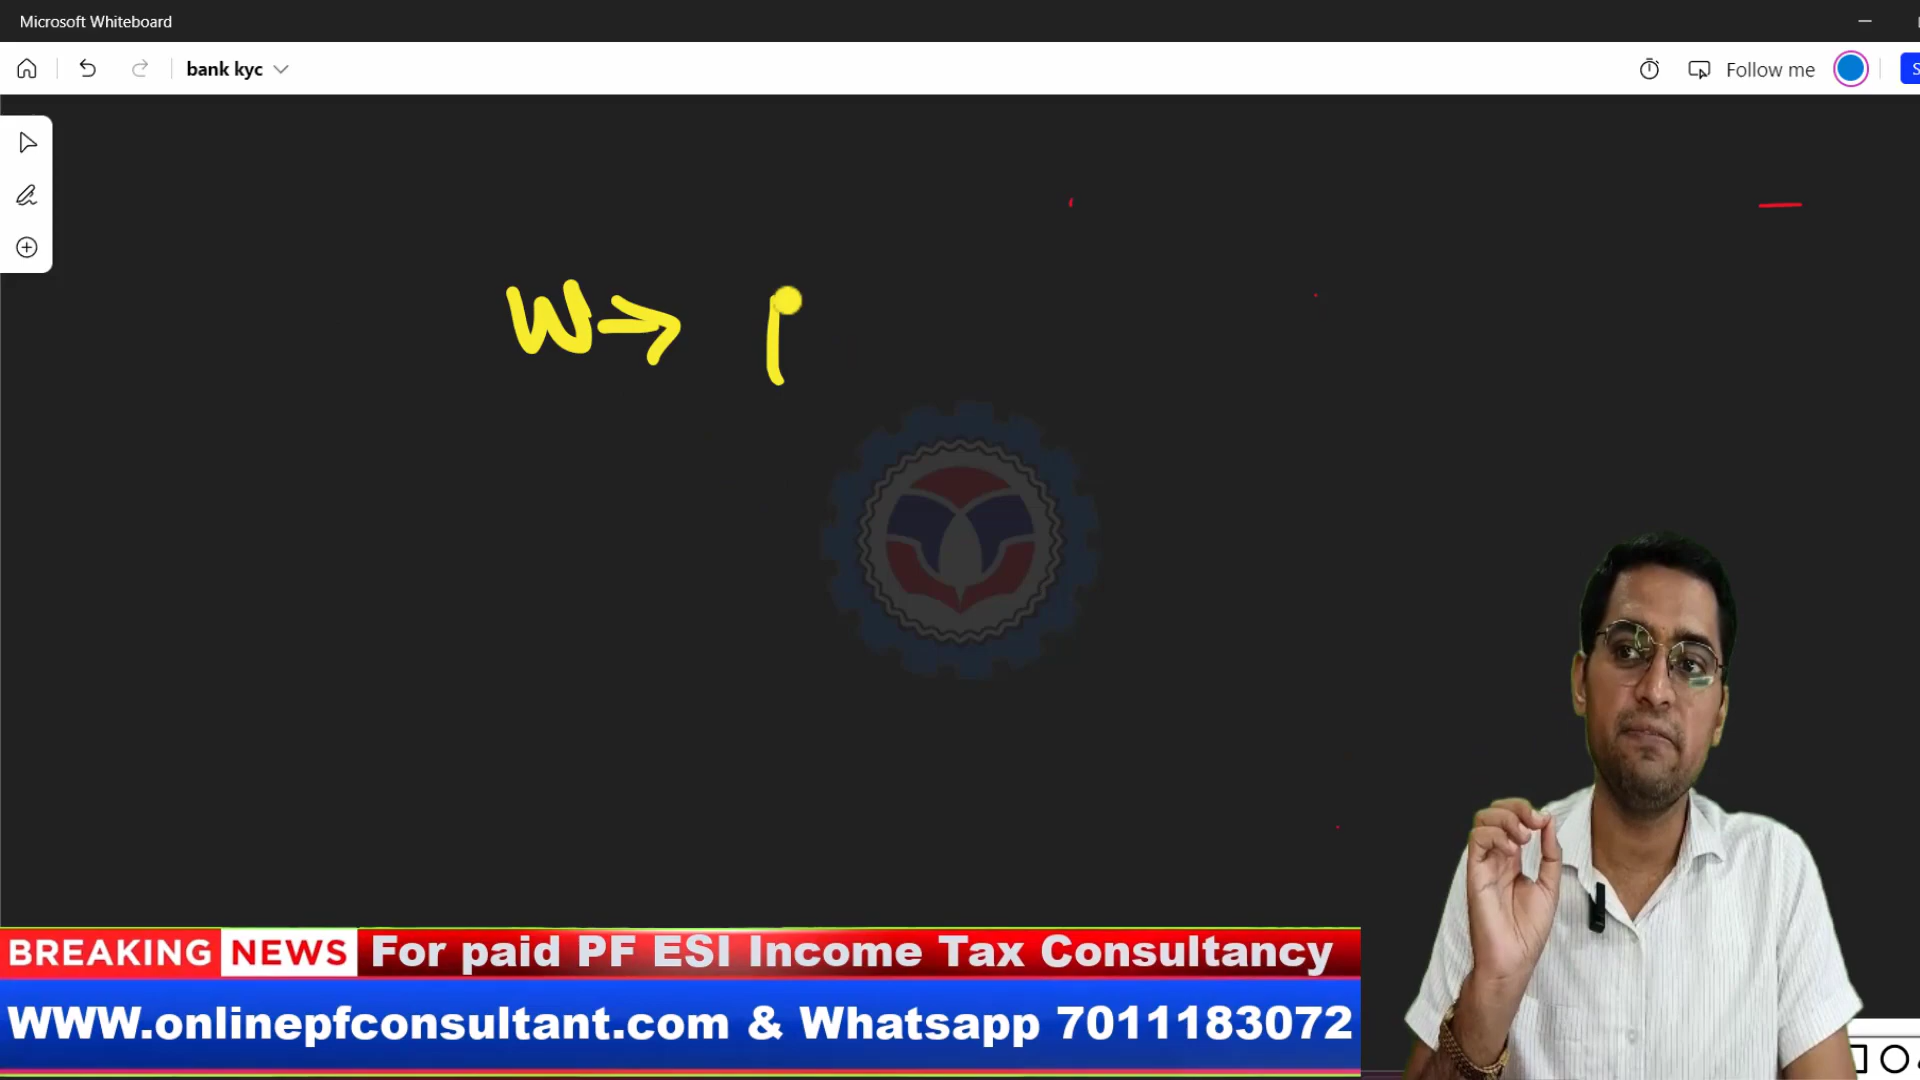 Microsoft Whiteboard
bank kyc
Follow me
W→
BREAKING NEWS For paid PF ESI Income Tax Consultancy
WWW.onlinepfconsultant.com & Whatsapp 7011183072